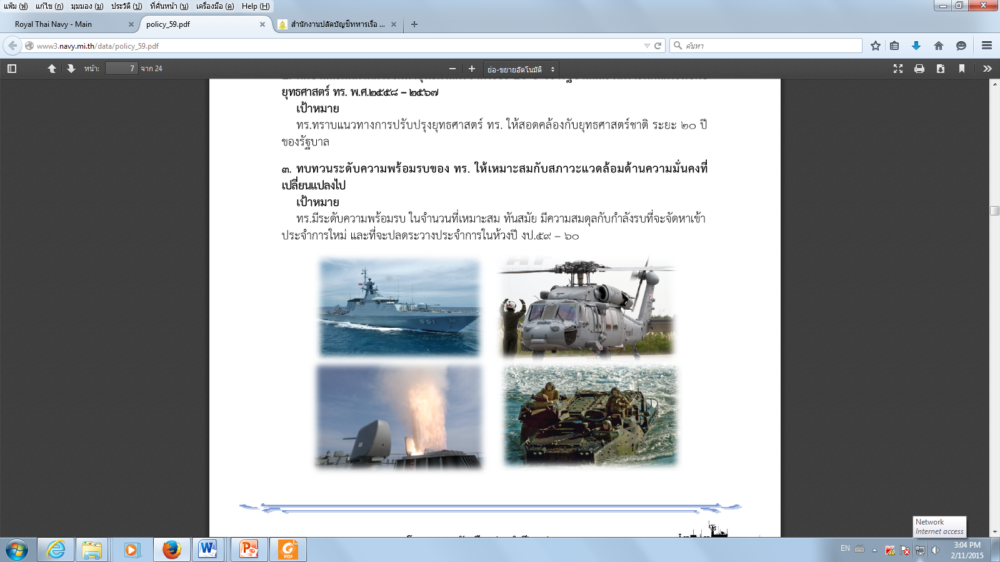 แฟ้ม (ฟ) แก้ไข (ก) มุมมอง (ม) ประวัติ (ป) ที่คั่นหน้า (น) เครื่องมือ (ค) Help (H)
Royal Thai Navy - Main
policy_59.pdf
สำนักงานปลัดบัญชีทหารเรือ ...
www3.navy.mi.th/data/policy_59.pdf
ค้นหา
หน้า: 7 จาก 24
ย่อ-ขยายอัตโนมัติ
ยุทธศาสตร์ ทร. พ.ศ.๒๕๕๘ – ๒๕๖๗
เป้าหมาย
ทร.ทราบแนวทางการปรับปรุงยุทธศาสตร์ ทร. ให้สอดคล้องกับยุทธศาสตร์ชาติ ระยะ ๒๐ ปี
ของรัฐบาล
๓. ทบทวนระดับความพร้อมรบของ ทร. ให้เหมาะสมกับสภาวะแวดล้อมด้านความมั่นคงที่
เปลี่ยนแปลงไป
เป้าหมาย
ทร.มีระดับความพร้อมรบ ในจำนวนที่เหมาะสม ทันสมัย มีความสมดุลกับกำลังรบที่จะจัดหาเข้า
ประจำการใหม่ และที่จะปลดระวางประจำการในห้วงปี งป.๕๙ – ๖๐
551
Network
Internet access
EN
3:04 PM
2/11/2015